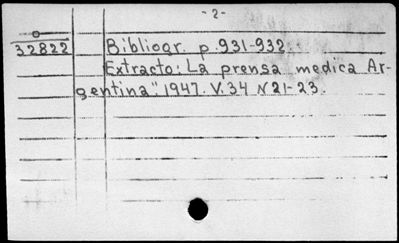 -2-
32822 Bibliogr. p. 931-932.
Extracto: La prensa medica Ar-
gentina". 1947. V.34 N 21-23.